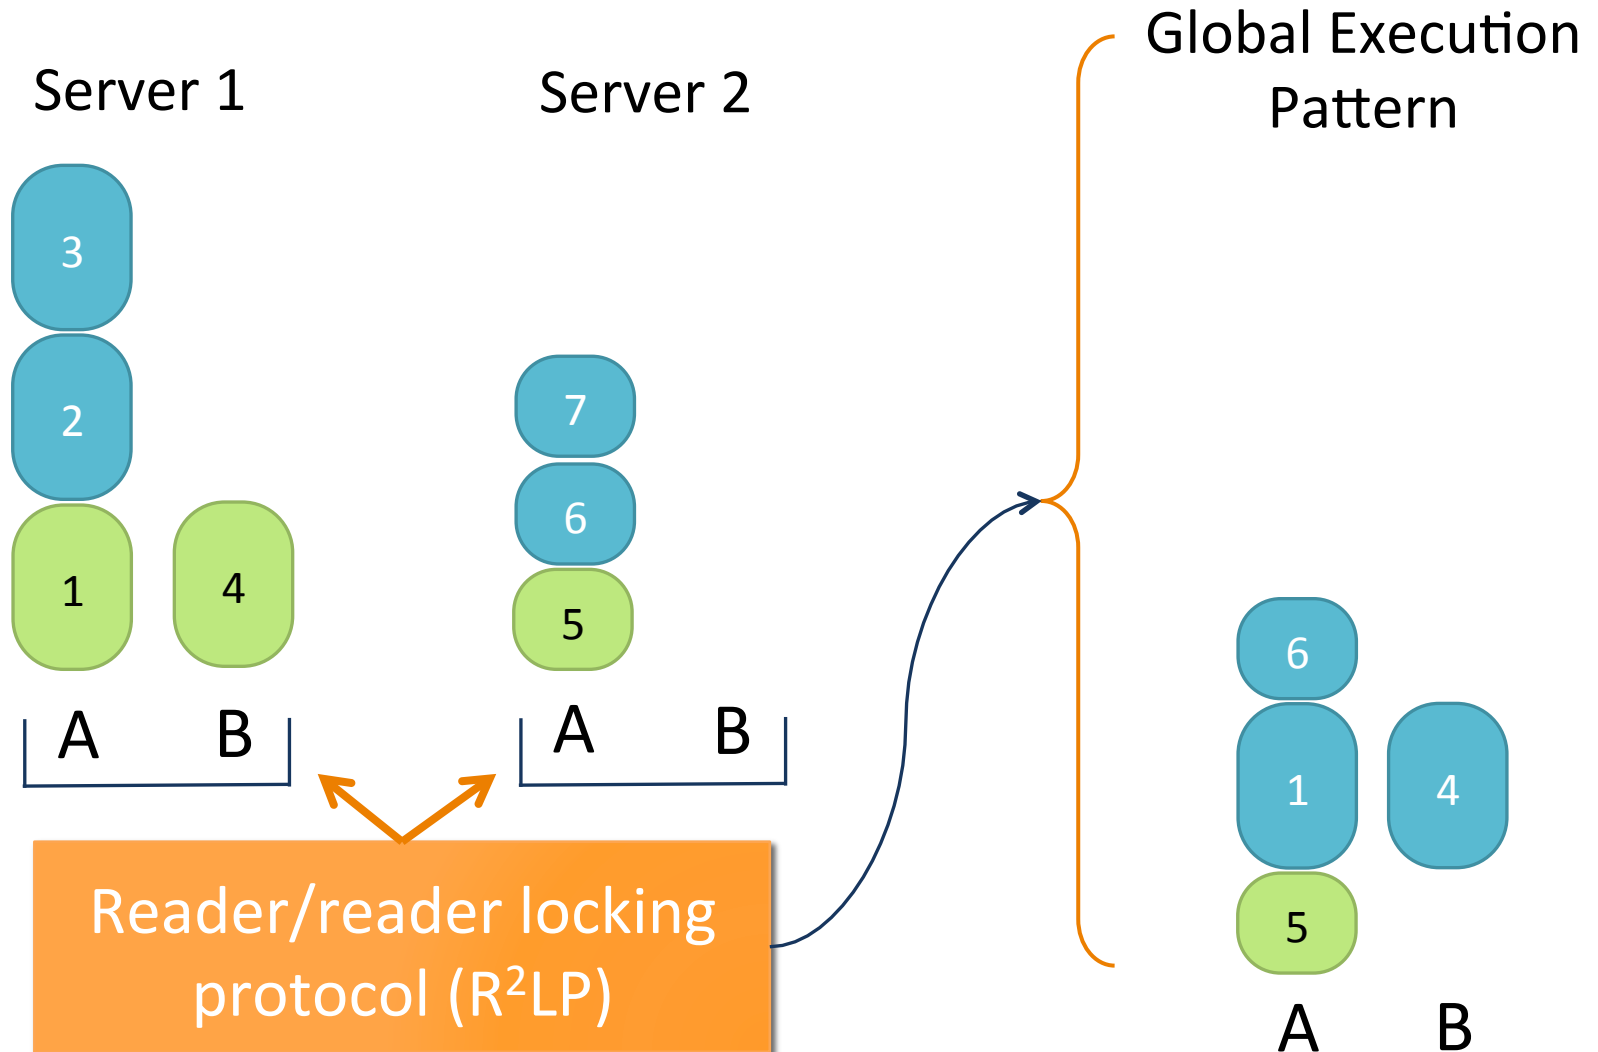 Server 1
Server 2
Global Execution
Pattern
3
2
1
4
A B
7
6
5
A B
Reader/reader locking
protocol (R²LP)
6
1
4
5
A B